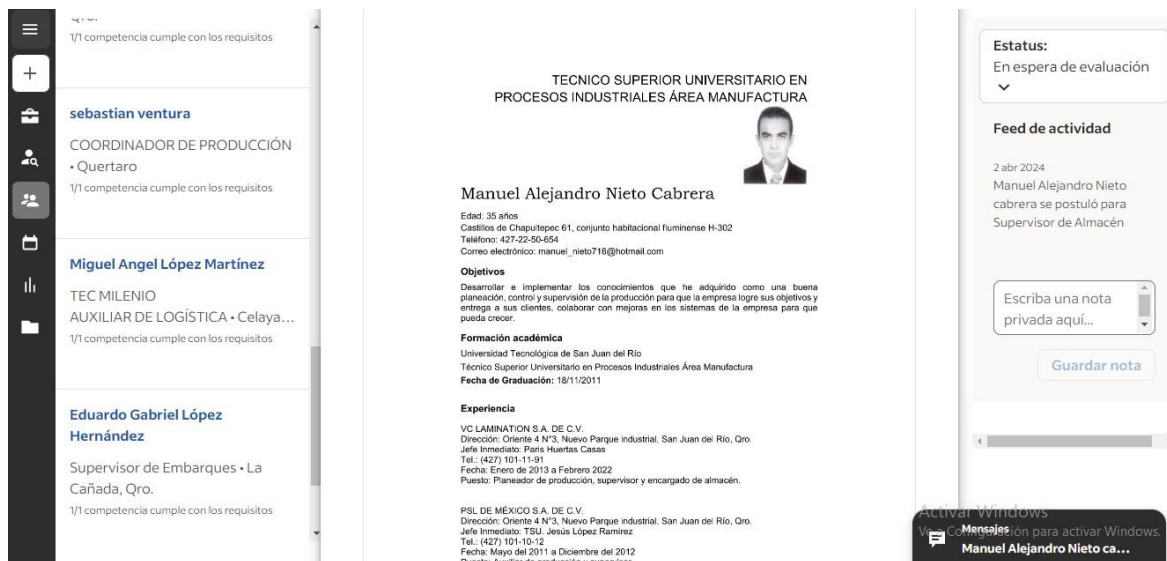 1/1 competencia cumple con los requisitos
sebastian ventura
COORDINADOR DE PRODUCCIÓN
• Quertaro
1/1 competencia cumple con los requisitos
Miguel Angel López Martínez
TEC MILENIO
AUXILIAR DE LOGÍSTICA • Celaya...
1/1 competencia cumple con los requisitos
Eduardo Gabriel López
Hernández
Supervisor de Embarques • La
Cañada, Qro.
1/1 competencia cumple con los requisitos
TECNICO SUPERIOR UNIVERSITARIO EN
PROCESOS INDUSTRIALES ÁREA MANUFACTURA
Manuel Alejandro Nieto Cabrera
Edad: 35 años
Castillos de Chapultepec 61, conjunto habitacional fluminense H-302
Teléfono: 427-22-50-654
Correo electrónico: manuel_nieto716@hotmail.com
Objetivos
Desarrollar e implementar los conocimientos que he adquirido como una buena
planeación, control y supervisión de la producción para que la empresa logre sus objetivos y
entrega a sus clientes, colaborar con mejoras en los sistemas de la empresa para que
pueda crecer.
Formación académica
Universidad Tecnológica de San Juan del Río
Técnico Superior Universitario en Procesos Industriales Área Manufactura
Fecha de Graduación: 18/11/2011
Experiencia
VC LAMINATION S.A. DE C.V.
Dirección: Oriente 4 N°3, Nuevo Parque industrial, San Juan del Río, Qro.
Jefe Inmediato: Paris Huertas Casas
Tel.: (427) 101-11-91
Fecha: Enero de 2013 a Febrero 2022
Puesto: Planeador de producción, supervisor y encargado de almacén.
PSL DE MÉXICO S.A. DE C.V.
Dirección: Oriente 4 N°3, Nuevo Parque industrial, San Juan del Río, Qro.
Jefe Inmediato: TSU. Jesús López Ramírez
Tel.: (427) 101-10-12
Fecha: Mayo del 2011 a Diciembre del 2012
Estatus:
En espera de evaluación
Feed de actividad
2 abr 2024
Manuel Alejandro Nieto
cabrera se postuló para
Supervisor de Almacén
Escriba una nota
privada aquí...
Guardar nota
Activar Windows
Ve a Configuración para activar Windows.
Mensajes
Manuel Alejandro Nieto ca...